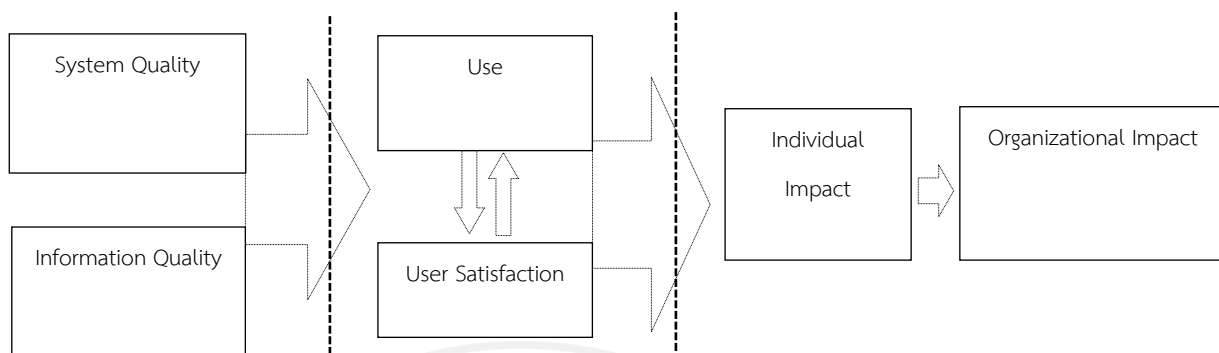 System Quality
Information Quality
Use
User Satisfaction
Individual
Impact
Organizational Impact